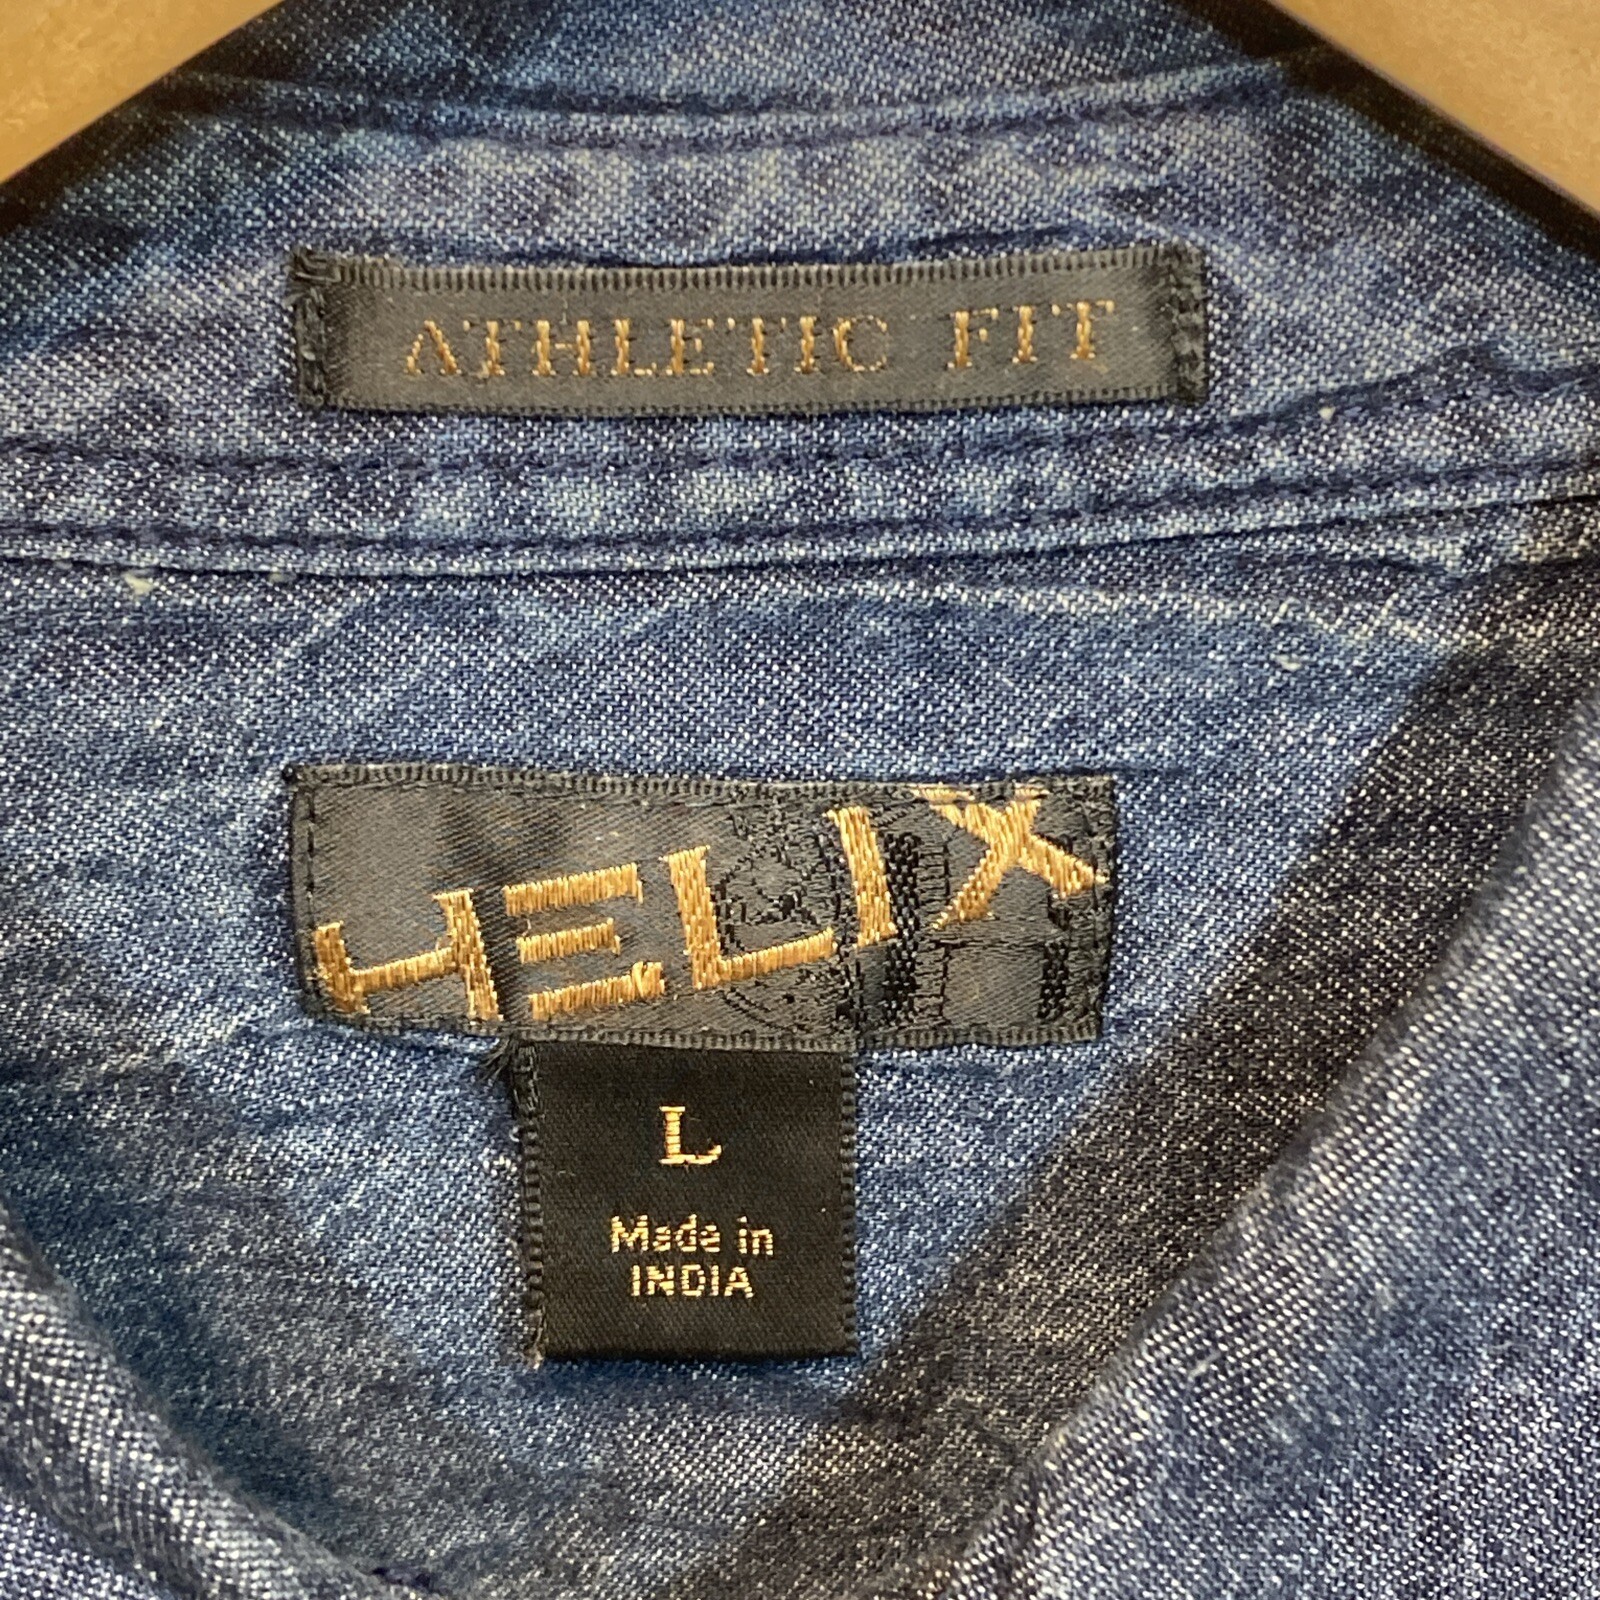 ATHLETIC FIT
HELIX
L
Made in
INDIA